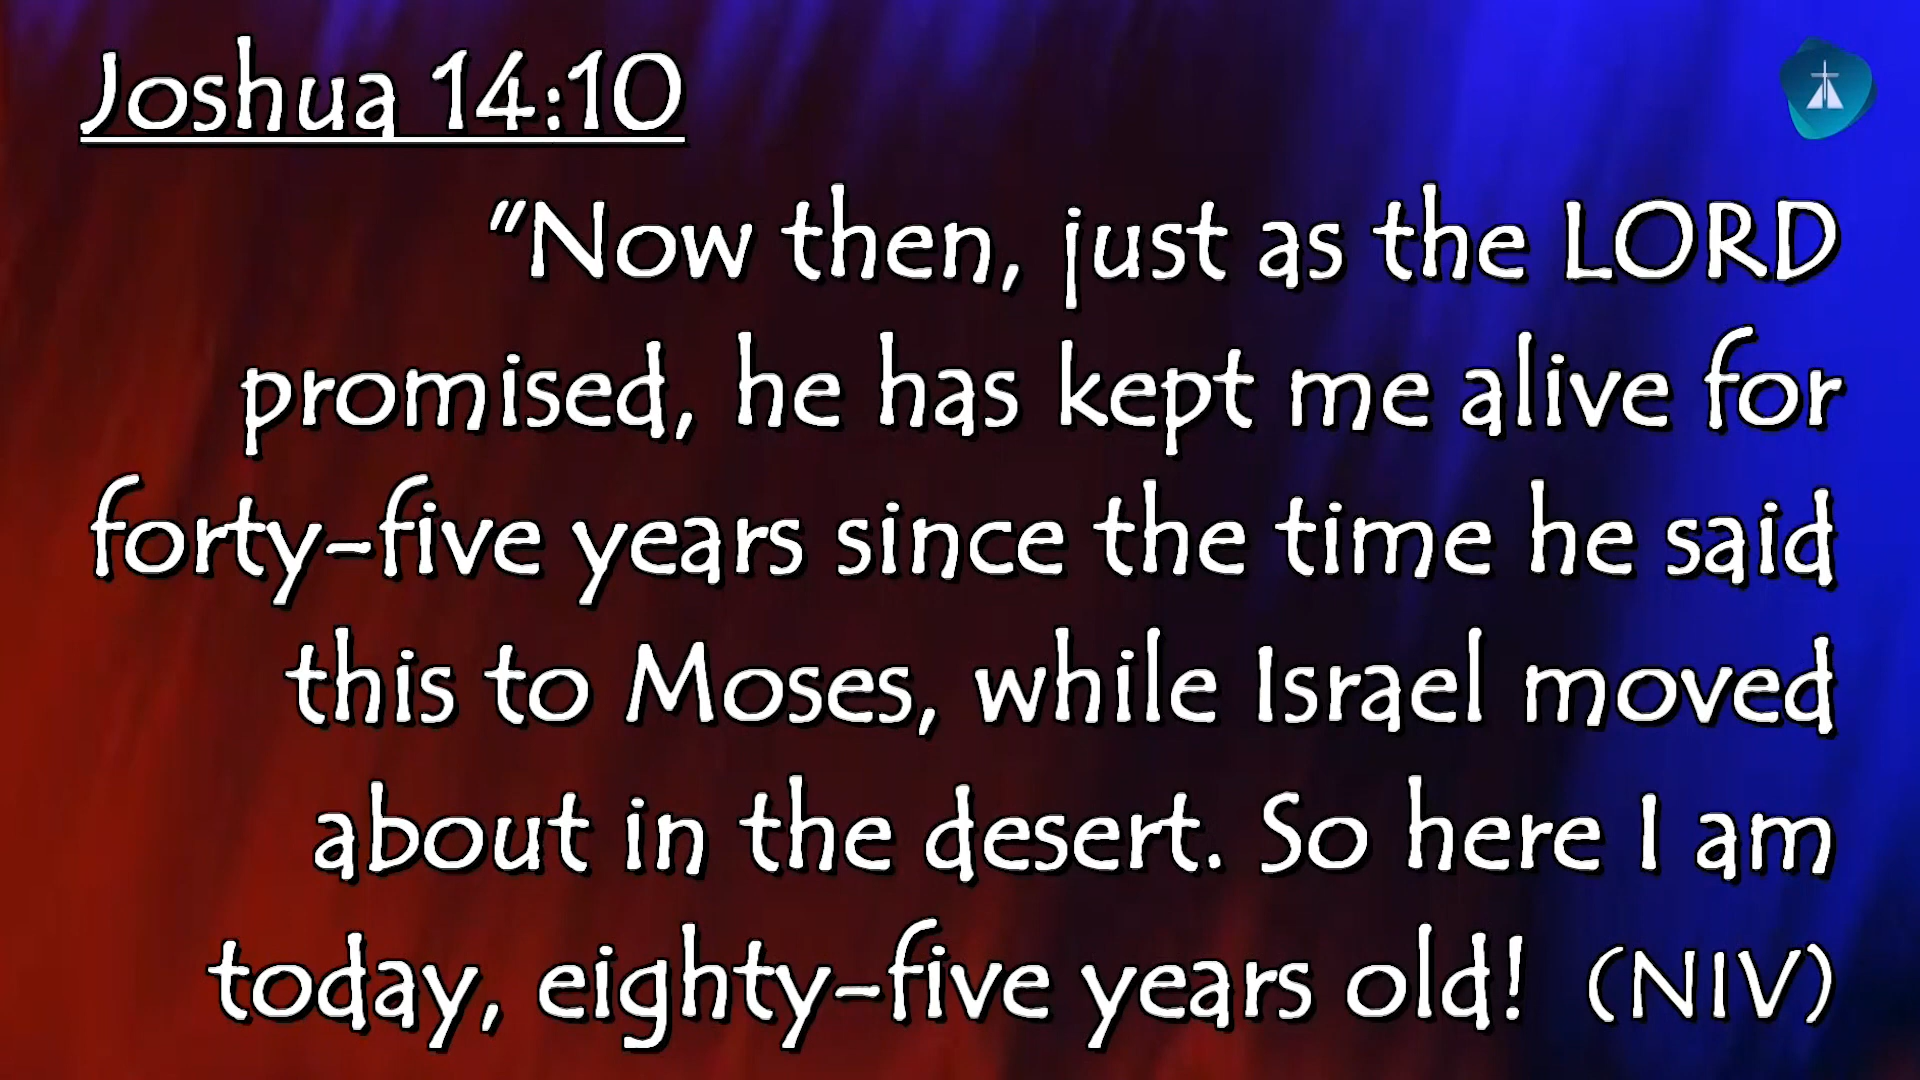 Joshua 14:10
"Now then, just as the LORD
promised, he has kept me alive for
forty-five years since the time he said
this to Moses, while Israel moved
about in the desert. So here I am
today, eighty-five years old! (NIV)